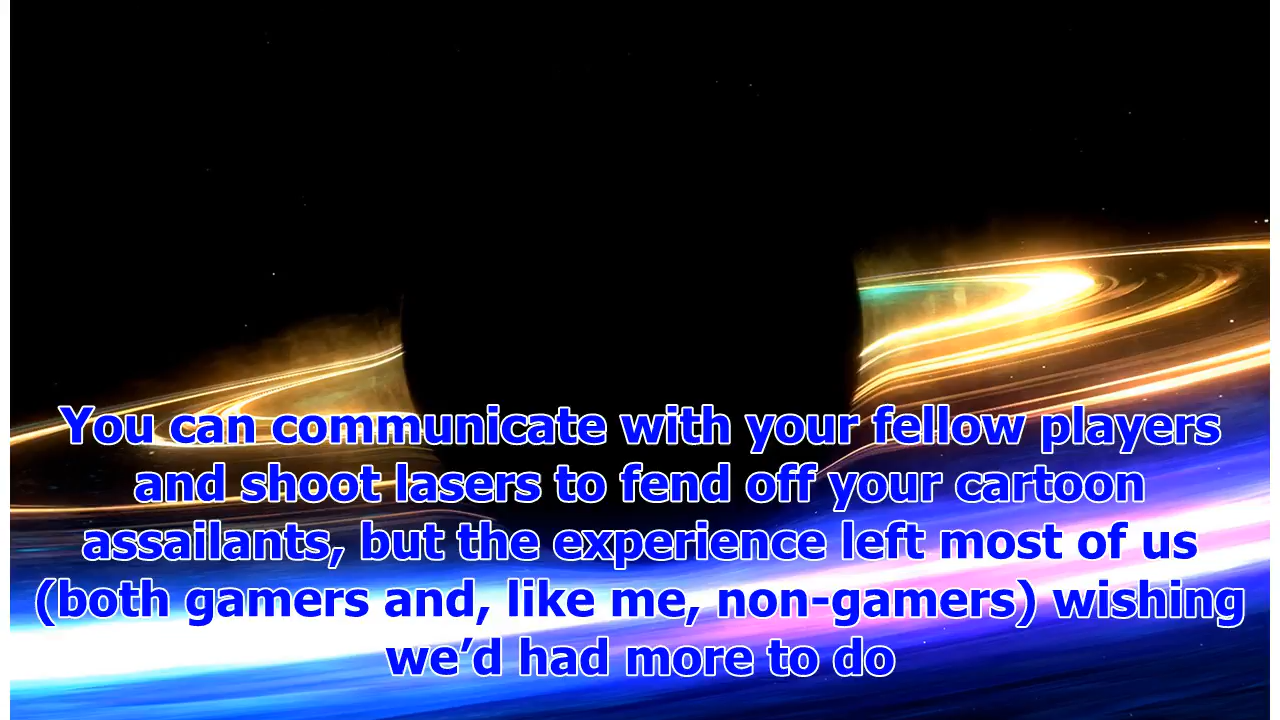 You can communicate with your fellow players
and shoot lasers to fend off your cartoon
assailants, but the experience left most of us
(both gamers and, like me, non-gamers) wishing
we’d had more to do